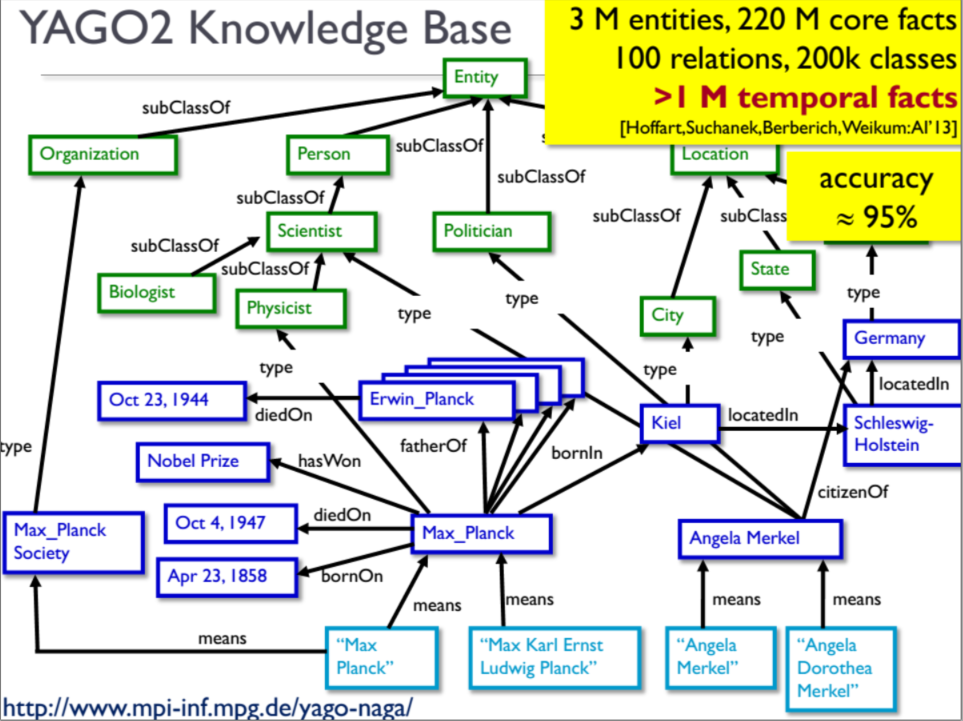 YAGO2 Knowledge Base
3 M entities, 220 M core facts
100 relations, 200k classes
>1 M temporal facts
[Hoffart,Suchanek,Berberich,Weikum:AI'13]
accuracy
≈ 95%
Entity
subClassOf
Organization
Person
subClassOf
subClassOf
Location
subClassOf
Scientist
Politician
subClassOf
subClass
subClassOf
subClassOf
Biologist
Physicist
State
City
type
type
type
type
Germany
type
type
Oct 23, 1944
diedOn
Erwin_Planck
locatedIn
Kiel
locatedIn
Schleswig-
Holstein
type
fatherOf
bornIn
Nobel Prize
hasWon
citizenOf
Max_Planck
Society
Oct 4, 1947
diedOn
Max_Planck
Angela Merkel
Apr 23, 1858
bornOn
means
means
means
means
means
"Max
Planck"
"Max Karl Ernst
Ludwig Planck"
"Angela
Merkel"
"Angela
Dorothea
Merkel"
http://www.mpi-inf.mpg.de/yago-naga/